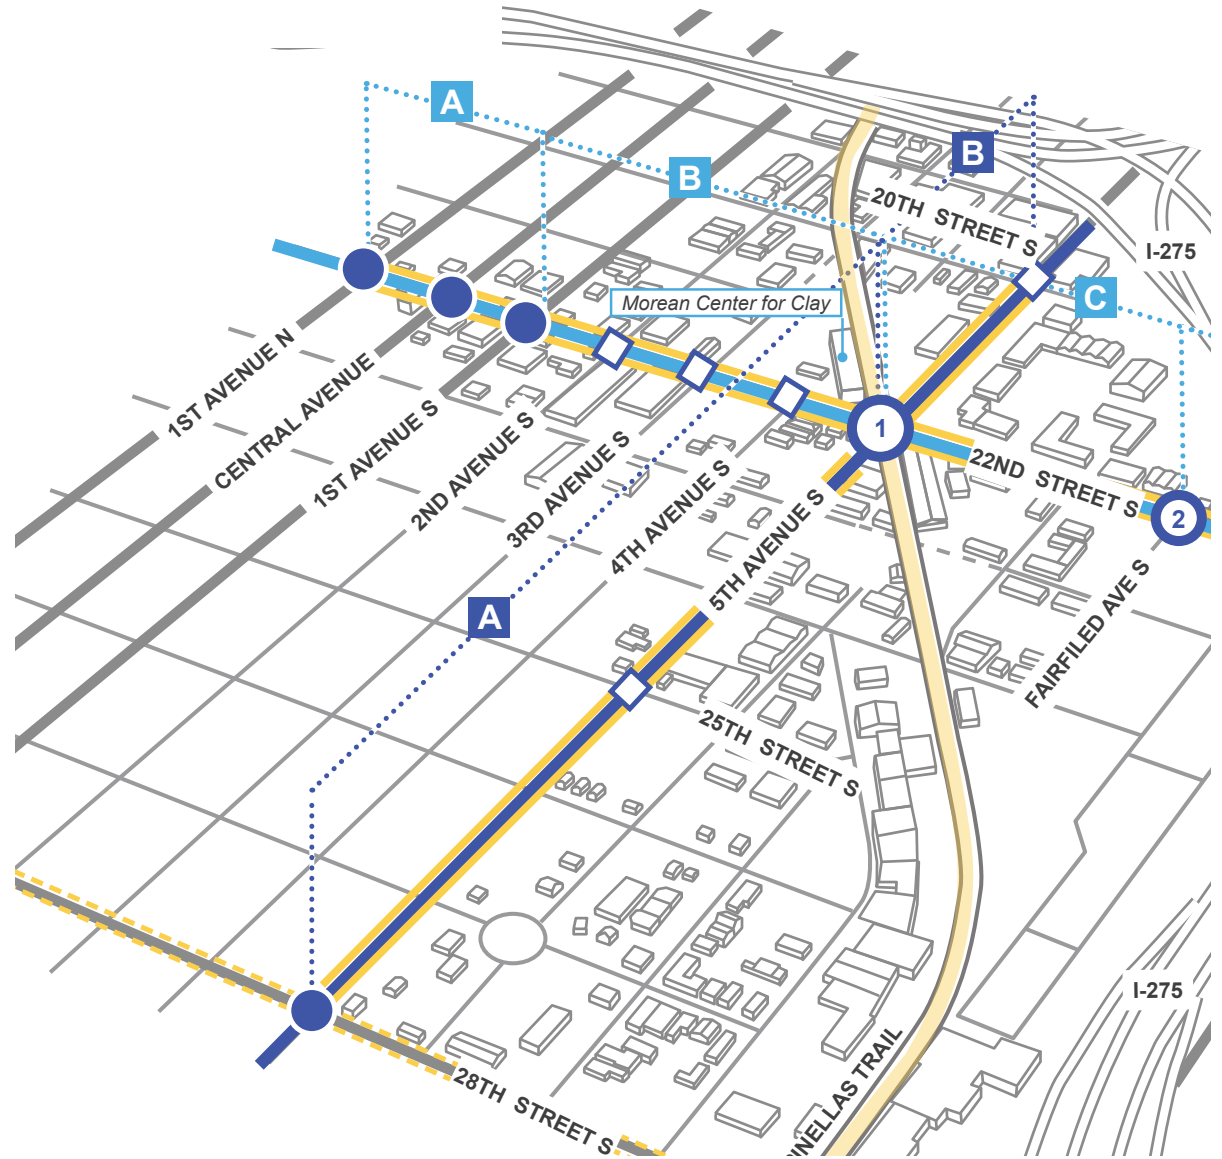 A
B
B
20TH STREET S
I-275
C
Morean Center for Clay
1ST AVENUE N
CENTRAL AVENUE
1ST AVENUE S
2ND AVENUE S
3RD AVENUE S
4TH AVENUE S
5TH AVENUE S
1
22ND STREET S
2
FAIRFILED AVE S
A
25TH STREET S
I-275
28TH STREET S
INELLAS TRAIL